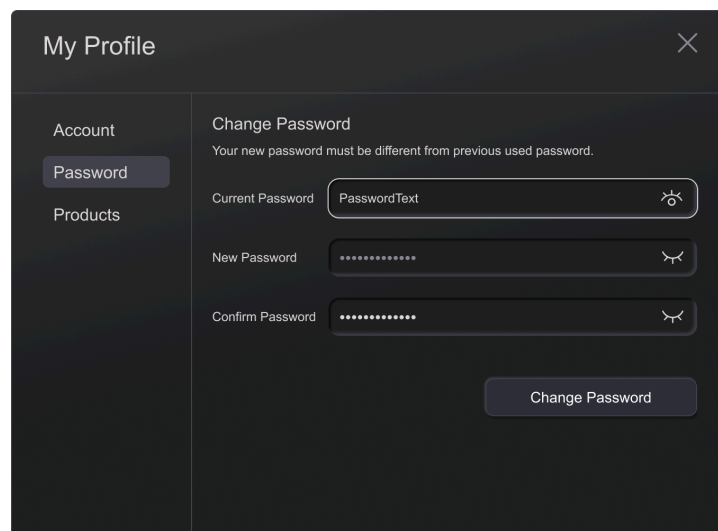 My Profile
Account
Password
Products
Change Password
Your new password must be different from previous used password.
Current Password PasswordText
New Password •••••••••••••
Confirm Password •••••••••••••
Change Password